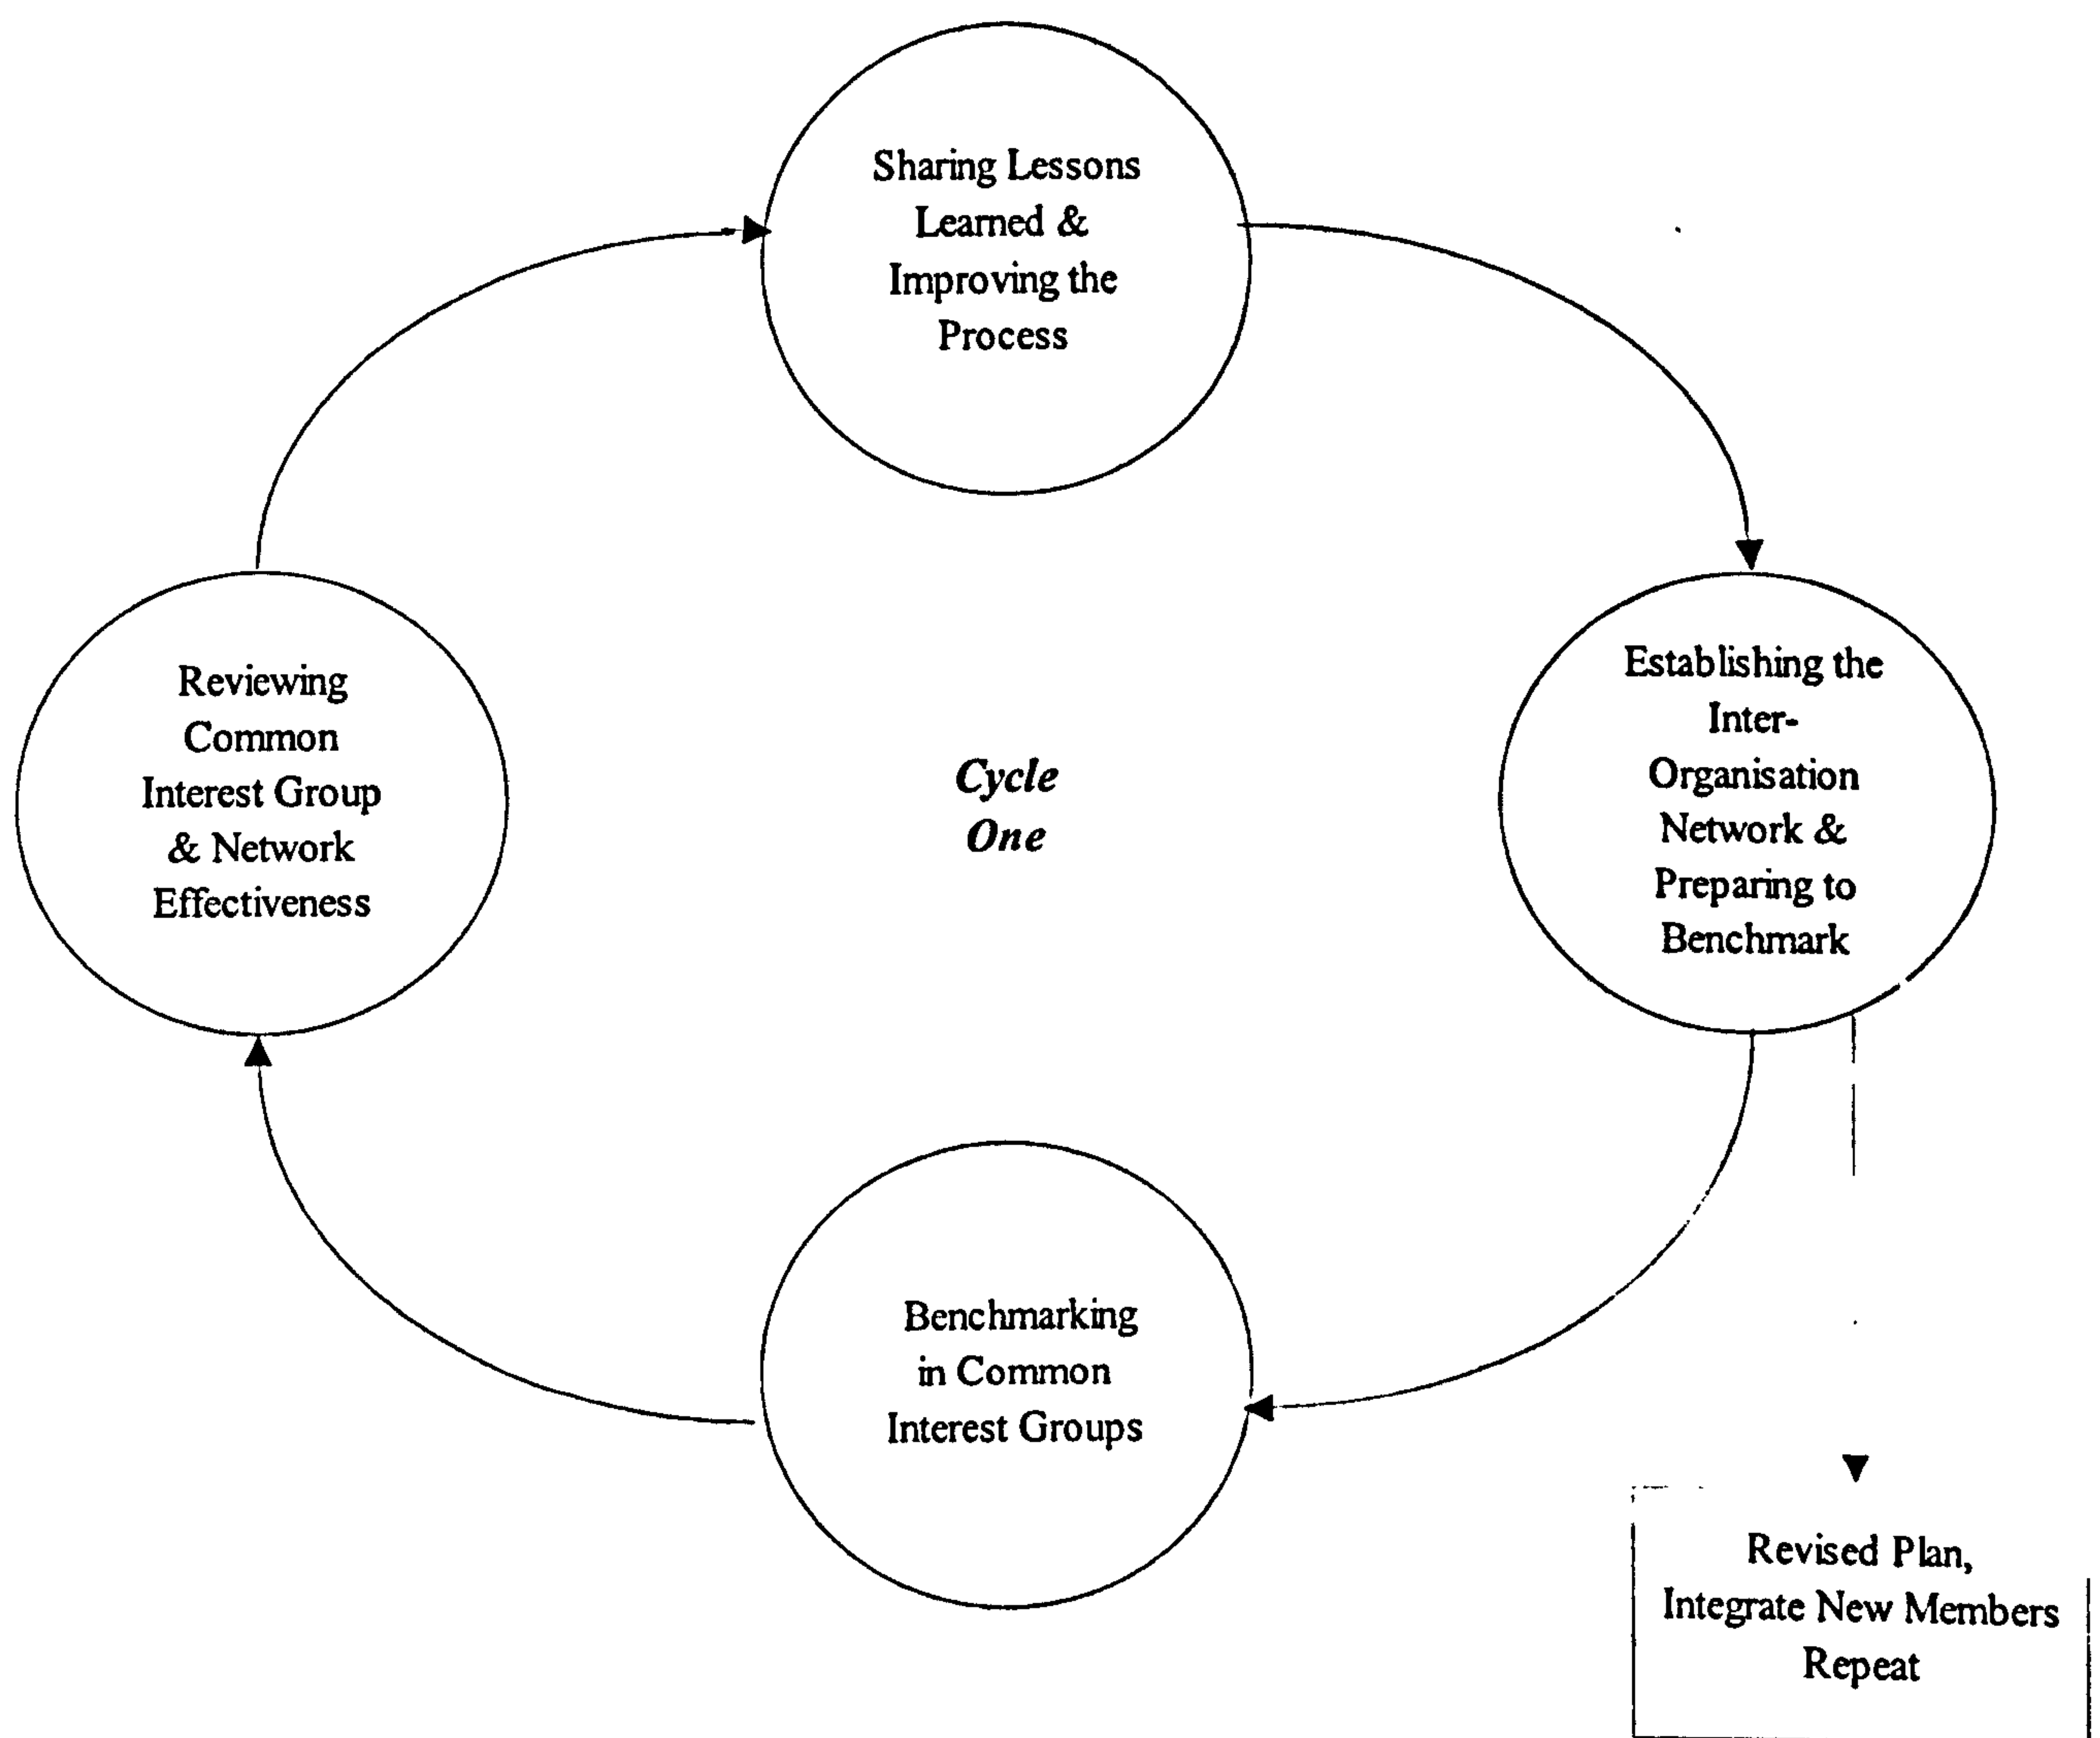 Sharing Lessons
Learned &
Improving the
Process
Establishing the
Inter-
Organisation
Network &
Preparing to
Benchmark
Benchmarking
in Common
Interest Groups
Reviewing
Common
Interest Group
& Network
Effectiveness
Cycle
One
Revised Plan,
Integrate New Members
Repeat